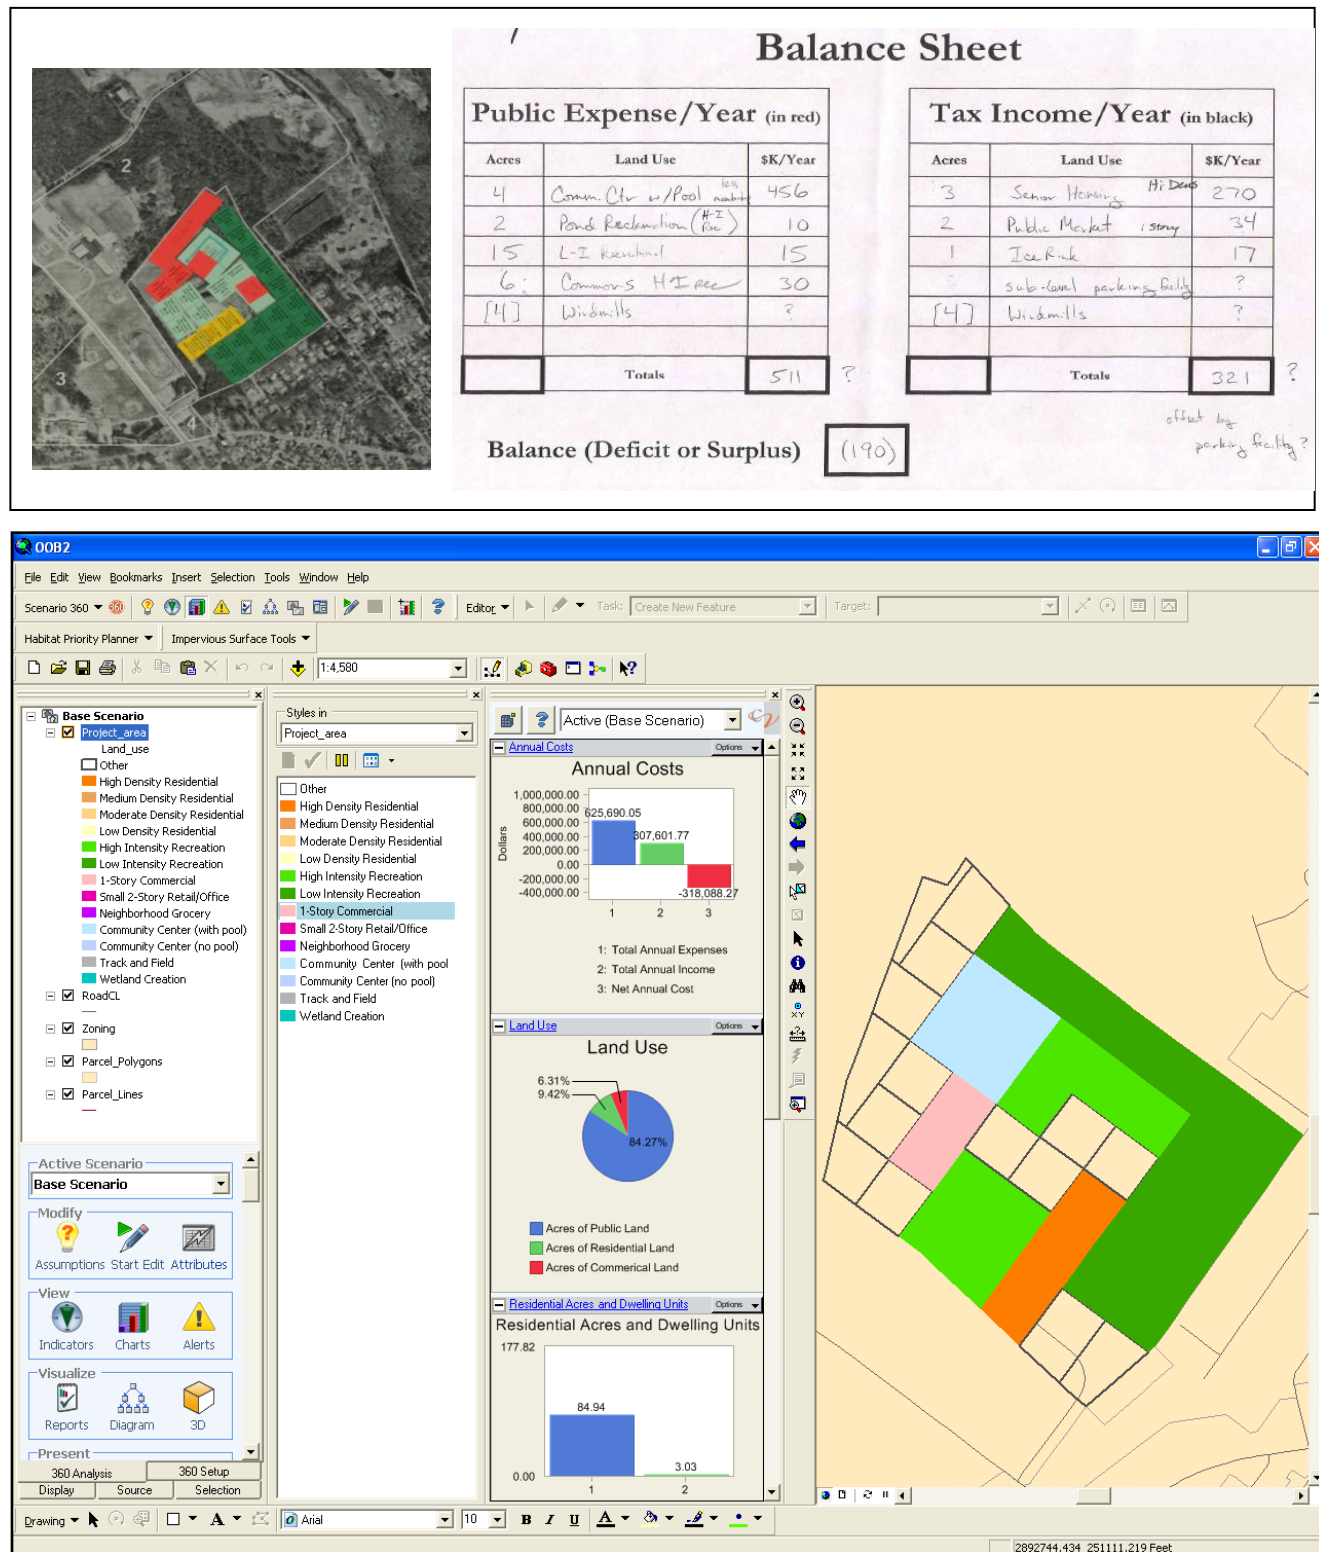 Balance Sheet
Public Expense/Year (in red)
Acres Land Use $K/Year
4 Comm. Ctr w/Pool less 456
2 Pond Reclamation (H-I Rec) 10
15 L-I Recreational 15
6 Commons H I rec 30
[4] Windmills ?
Totals 511 ?
Tax Income/Year (in black)
Acres Land Use $K/Year
3 Senior Housing Hi Dens 270
2 Public Market 1 story 34
1 Ice Rink 17
sub-level parking facility ?
[4] Windmills ?
Totals 321 ?
offset by
parking facility?
Balance (Deficit or Surplus) (190)
2
3
4
OOB2
File Edit View Bookmarks Insert Selection Tools Window Help
Scenario 360 360 Editor Task: Create New Feature Target:
Habitat Priority Planner Impervious Surface Tools
1:4,580
Base Scenario
Project_area
Land_use
Other
High Density Residential
Medium Density Residential
Moderate Density Residential
Low Density Residential
High Intensity Recreation
Low Intensity Recreation
1-Story Commercial
Small 2-Story Retail/Office
Neighborhood Grocery
Community Center (with pool)
Community Center (no pool)
Track and Field
Wetland Creation
RoadCL
Zoning
Parcel_Polygons
Parcel_Lines
Active Scenario
Base Scenario
Modify
Assumptions Start Edit Attributes
View
Indicators Charts Alerts
Visualize
Reports Diagram 3D
Present
360 Analysis 360 Setup
Display Source Selection
Styles in
Project_area
Other
High Density Residential
Medium Density Residential
Moderate Density Residential
Low Density Residential
High Intensity Recreation
Low Intensity Recreation
1-Story Commercial
Small 2-Story Retail/Office
Neighborhood Grocery
Community Center (with pool
Community Center (no pool)
Track and Field
Wetland Creation
Active (Base Scenario)
Annual Costs Options
Annual Costs
1,000,000.00
800,000.00
600,000.00
400,000.00
200,000.00
0.00
-200,000.00
-400,000.00
Dollars
625,690.05
307,601.77
-318,088.27
1 2 3
1: Total Annual Expenses
2: Total Annual Income
3: Net Annual Cost
Land Use Options
Land Use
6.31%
9.42%
84.27%
Acres of Public Land
Acres of Residential Land
Acres of Commerical Land
Residential Acres and Dwelling Units Options
Residential Acres and Dwelling Units
177.82
84.94
3.03
0.00
1 2
Drawing A Arial 10 B I U A
2892744.434 251111.219 Feet